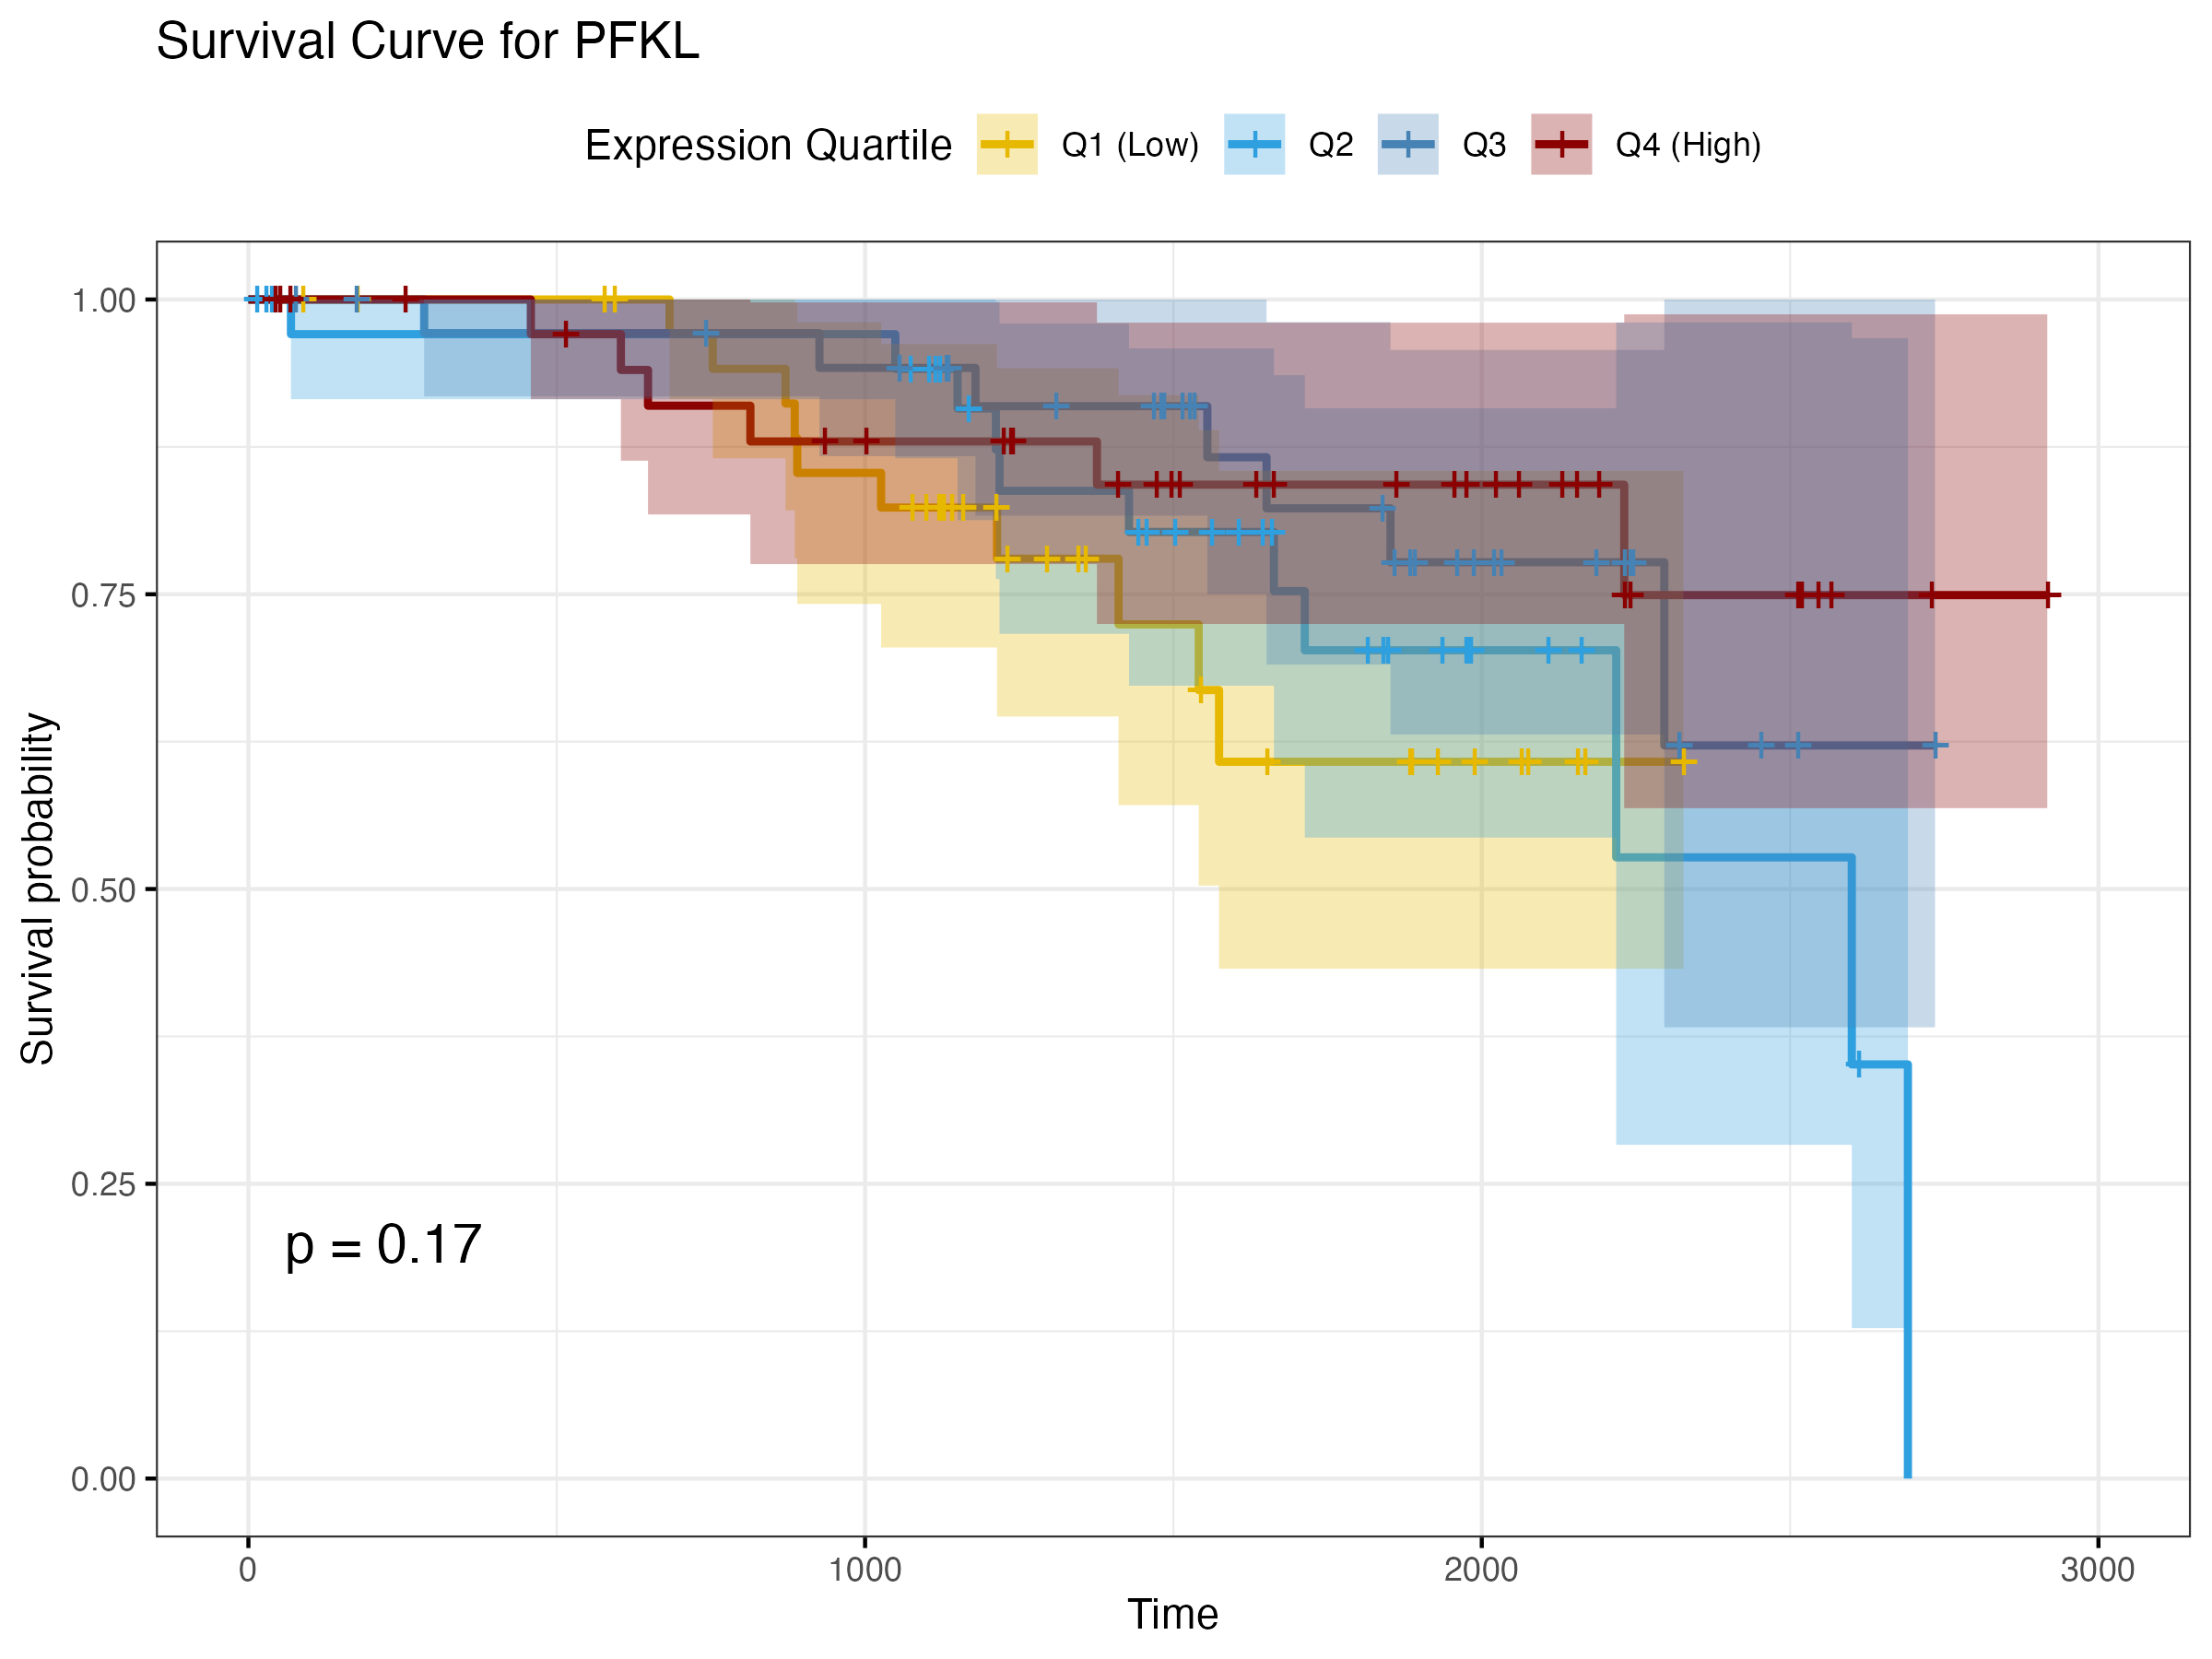 Survival Curve for PFKL
Expression Quartile Q1 (Low) Q2 Q3 Q4 (High)
Survival probability
1.00
0.75
0.50
0.25
0.00
p = 0.17
0 1000 2000 3000
Time